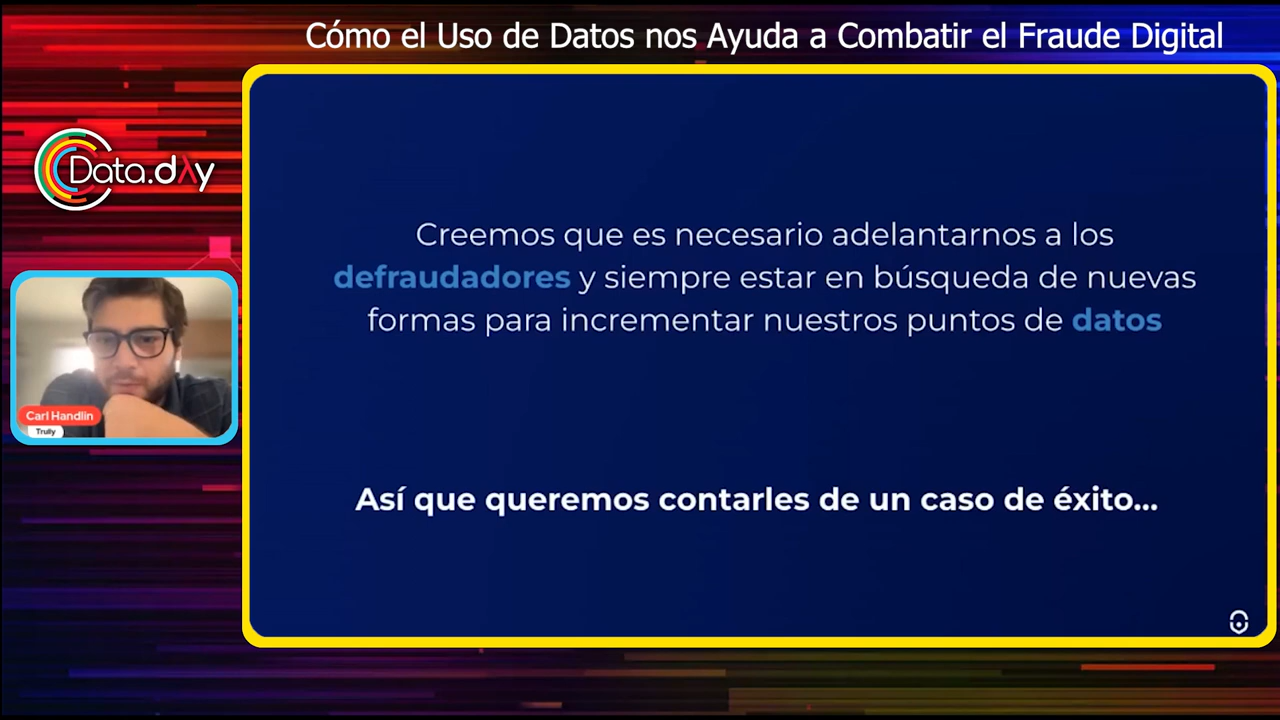 Cómo el Uso de Datos nos Ayuda a Combatir el Fraude Digital
Data.dAy
Creemos que es necesario adelantarnos a los
defraudadores y siempre estar en búsqueda de nuevas
formas para incrementar nuestros puntos de datos
Así que queremos contarles de un caso de éxito...
Carl Handlin
Trully